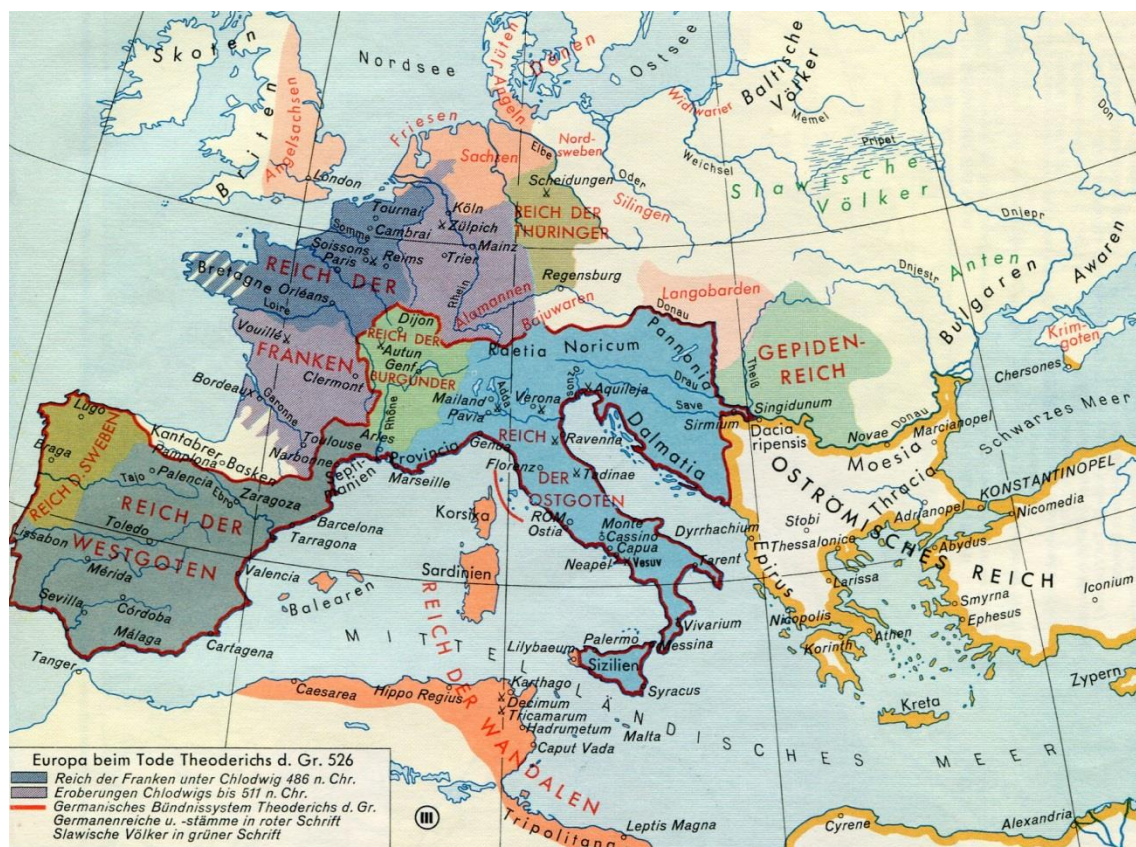 Skoten
Briten
Angelsachsen
London
Nordsee
Friesen
Sachsen
Jüten
Angeln
Dänen
Ostsee
Widiwarier
Baltische
Völker
Memel
Nord-
sweben
Elbe
Oder
Weichsel
Silingen
Pripet
Slawische
Völker
Dnjepr
Don
Dnjestr
Anten
Bulgaren
Awaren
Krim-
goten
Chersones
Schwarzes Meer
Scheidungen
REICH DER
THÜRINGER
Tournai
Somme
Cambrai
Soissons
Paris
Reims
Köln
Zülpich
Mainz
Trier
Rhein
Bretagne
Orléans
Loire
REICH DER
FRANKEN
Vouillé
Clermont
Bordeaux
Garonne
Toulouse
Narbonne
Alamannen
Bajuwaren
Regensburg
Donau
Langobarden
Theiß
GEPIDEN-
REICH
Dijon
REICH DER
Autun
Genf
BURGUNDER
Rhône
Arles
Provincia
Marseille
Septi-
manien
Raetia
Noricum
Pannonia
Drau
Save
Sirmium
Dalmatia
Adda
Mailand
Pavia
Verona
Isonzo
Aquileja
Genua
REICH
DER
OSTGOTEN
Ravenna
Florenz
Tadinae
ROM
Ostia
Monte
Cassino
Capua
Neapel
Vesuv
Tarent
Vivarium
Messina
Palermo
Lilybaeum
Sizilien
Syracus
Malta
Korsika
Sardinien
Balearen
Lugo
Braga
REICH D. SWEBEN
Kantabrer
Basken
Pamplona
Palencia
Ebro
Zaragoza
Tajo
REICH DER
WESTGOTEN
Toledo
Lissabon
Mérida
Sevilla
Córdoba
Málaga
Cartagena
Valencia
Barcelona
Tarragona
Tanger
Singidunum
Dacia
ripensis
Novae
Donau
Marcianopel
Moesia
Thracia
Adrianopel
KONSTANTINOPEL
Nicomedia
Abydus
OSTRÖMISCHES REICH
Stobi
Thessalonice
Dyrrhachium
Epirus
Larissa
Nicopolis
Korinth
Athen
Smyrna
Ephesus
Iconium
Kreta
Zypern
MITTELLÄNDISCHES MEER
REICH DER WANDALEN
Caesarea
Hippo Regius
Karthago
Decimum
Tricamarum
Hadrumetum
Caput Vada
Tripolitana
Leptis Magna
Cyrene
Alexandria
Europa beim Tode Theoderichs d. Gr. 526
Reich der Franken unter Chlodwig 486 n. Chr.
Eroberungen Chlodwigs bis 511 n. Chr.
Germanisches Bündnissystem Theoderichs d. Gr.
Germanenreiche u. -stämme in roter Schrift
Slawische Völker in grüner Schrift
III